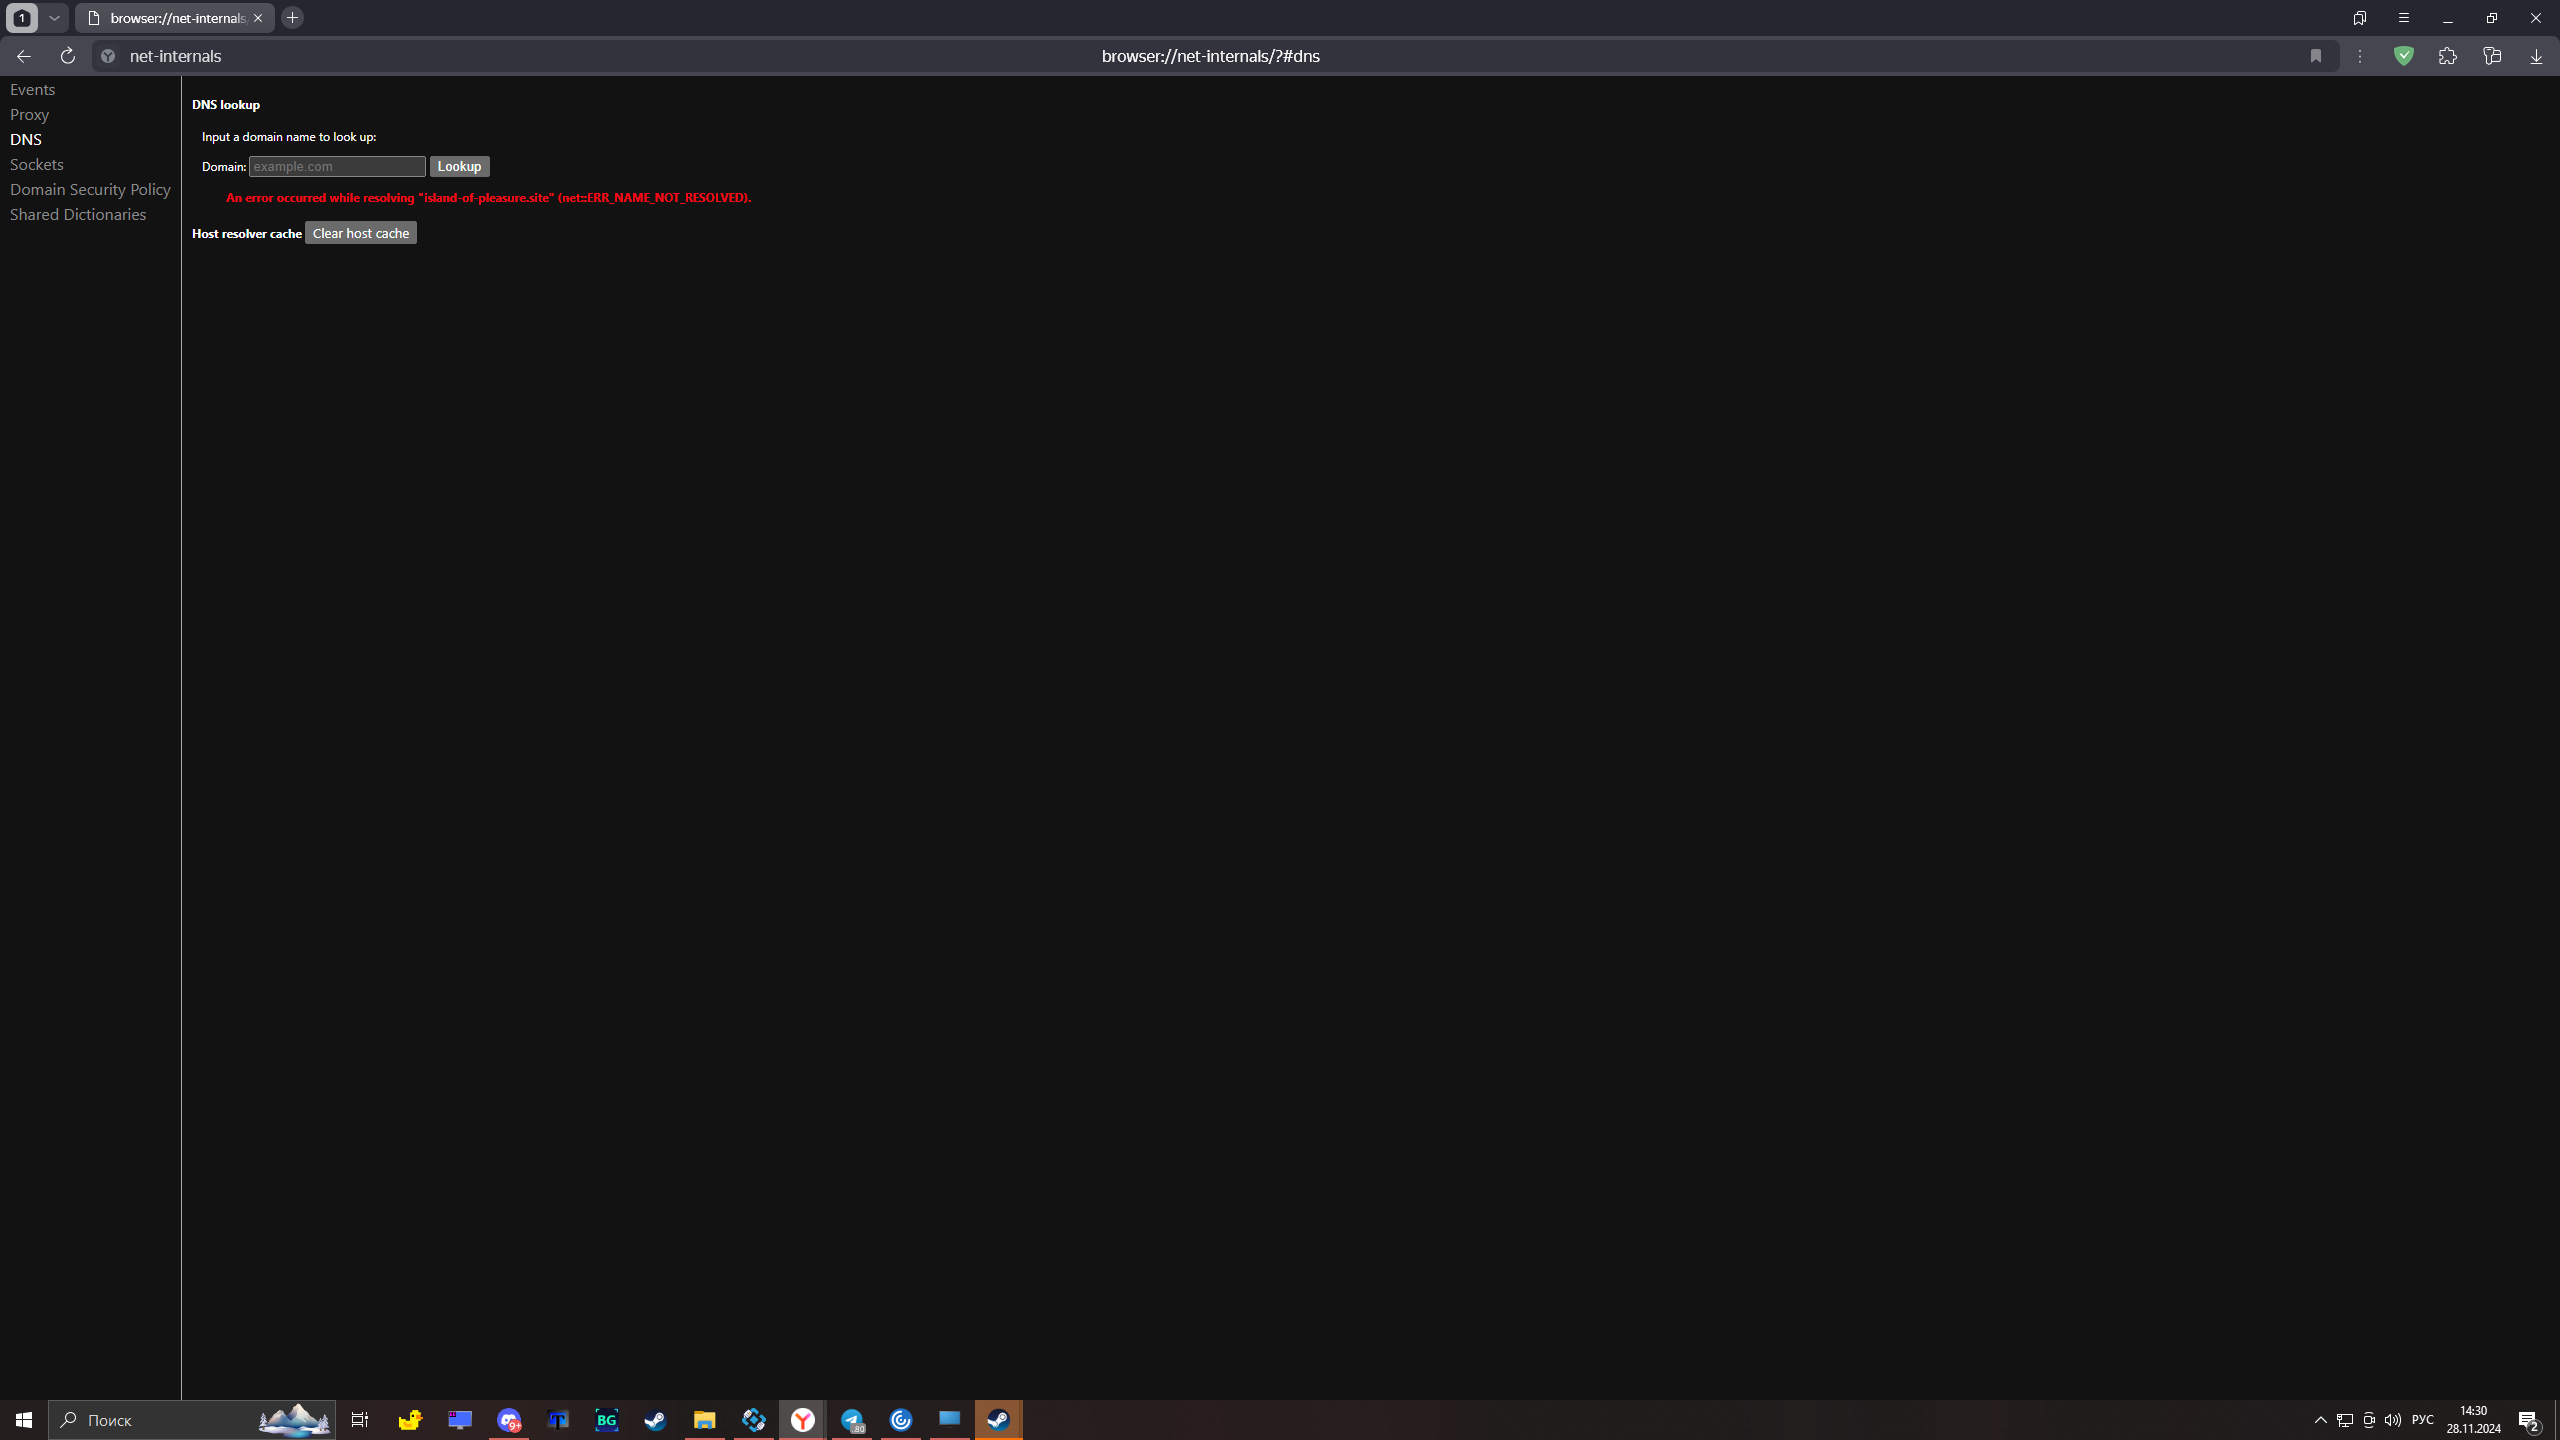 1
browser://net-internals
net-internals
browser://net-internals/?#dns
Events
Proxy
DNS
Sockets
Domain Security Policy
Shared Dictionaries
DNS lookup
Input a domain name to look up:
Domain: example.com Lookup
An error occurred while resolving "island-of-pleasure.site" (net::ERR_NAME_NOT_RESOLVED).
Host resolver cache Clear host cache
Поиск
9+
T
BG
Y
80
РУС
14:30
28.11.2024
2